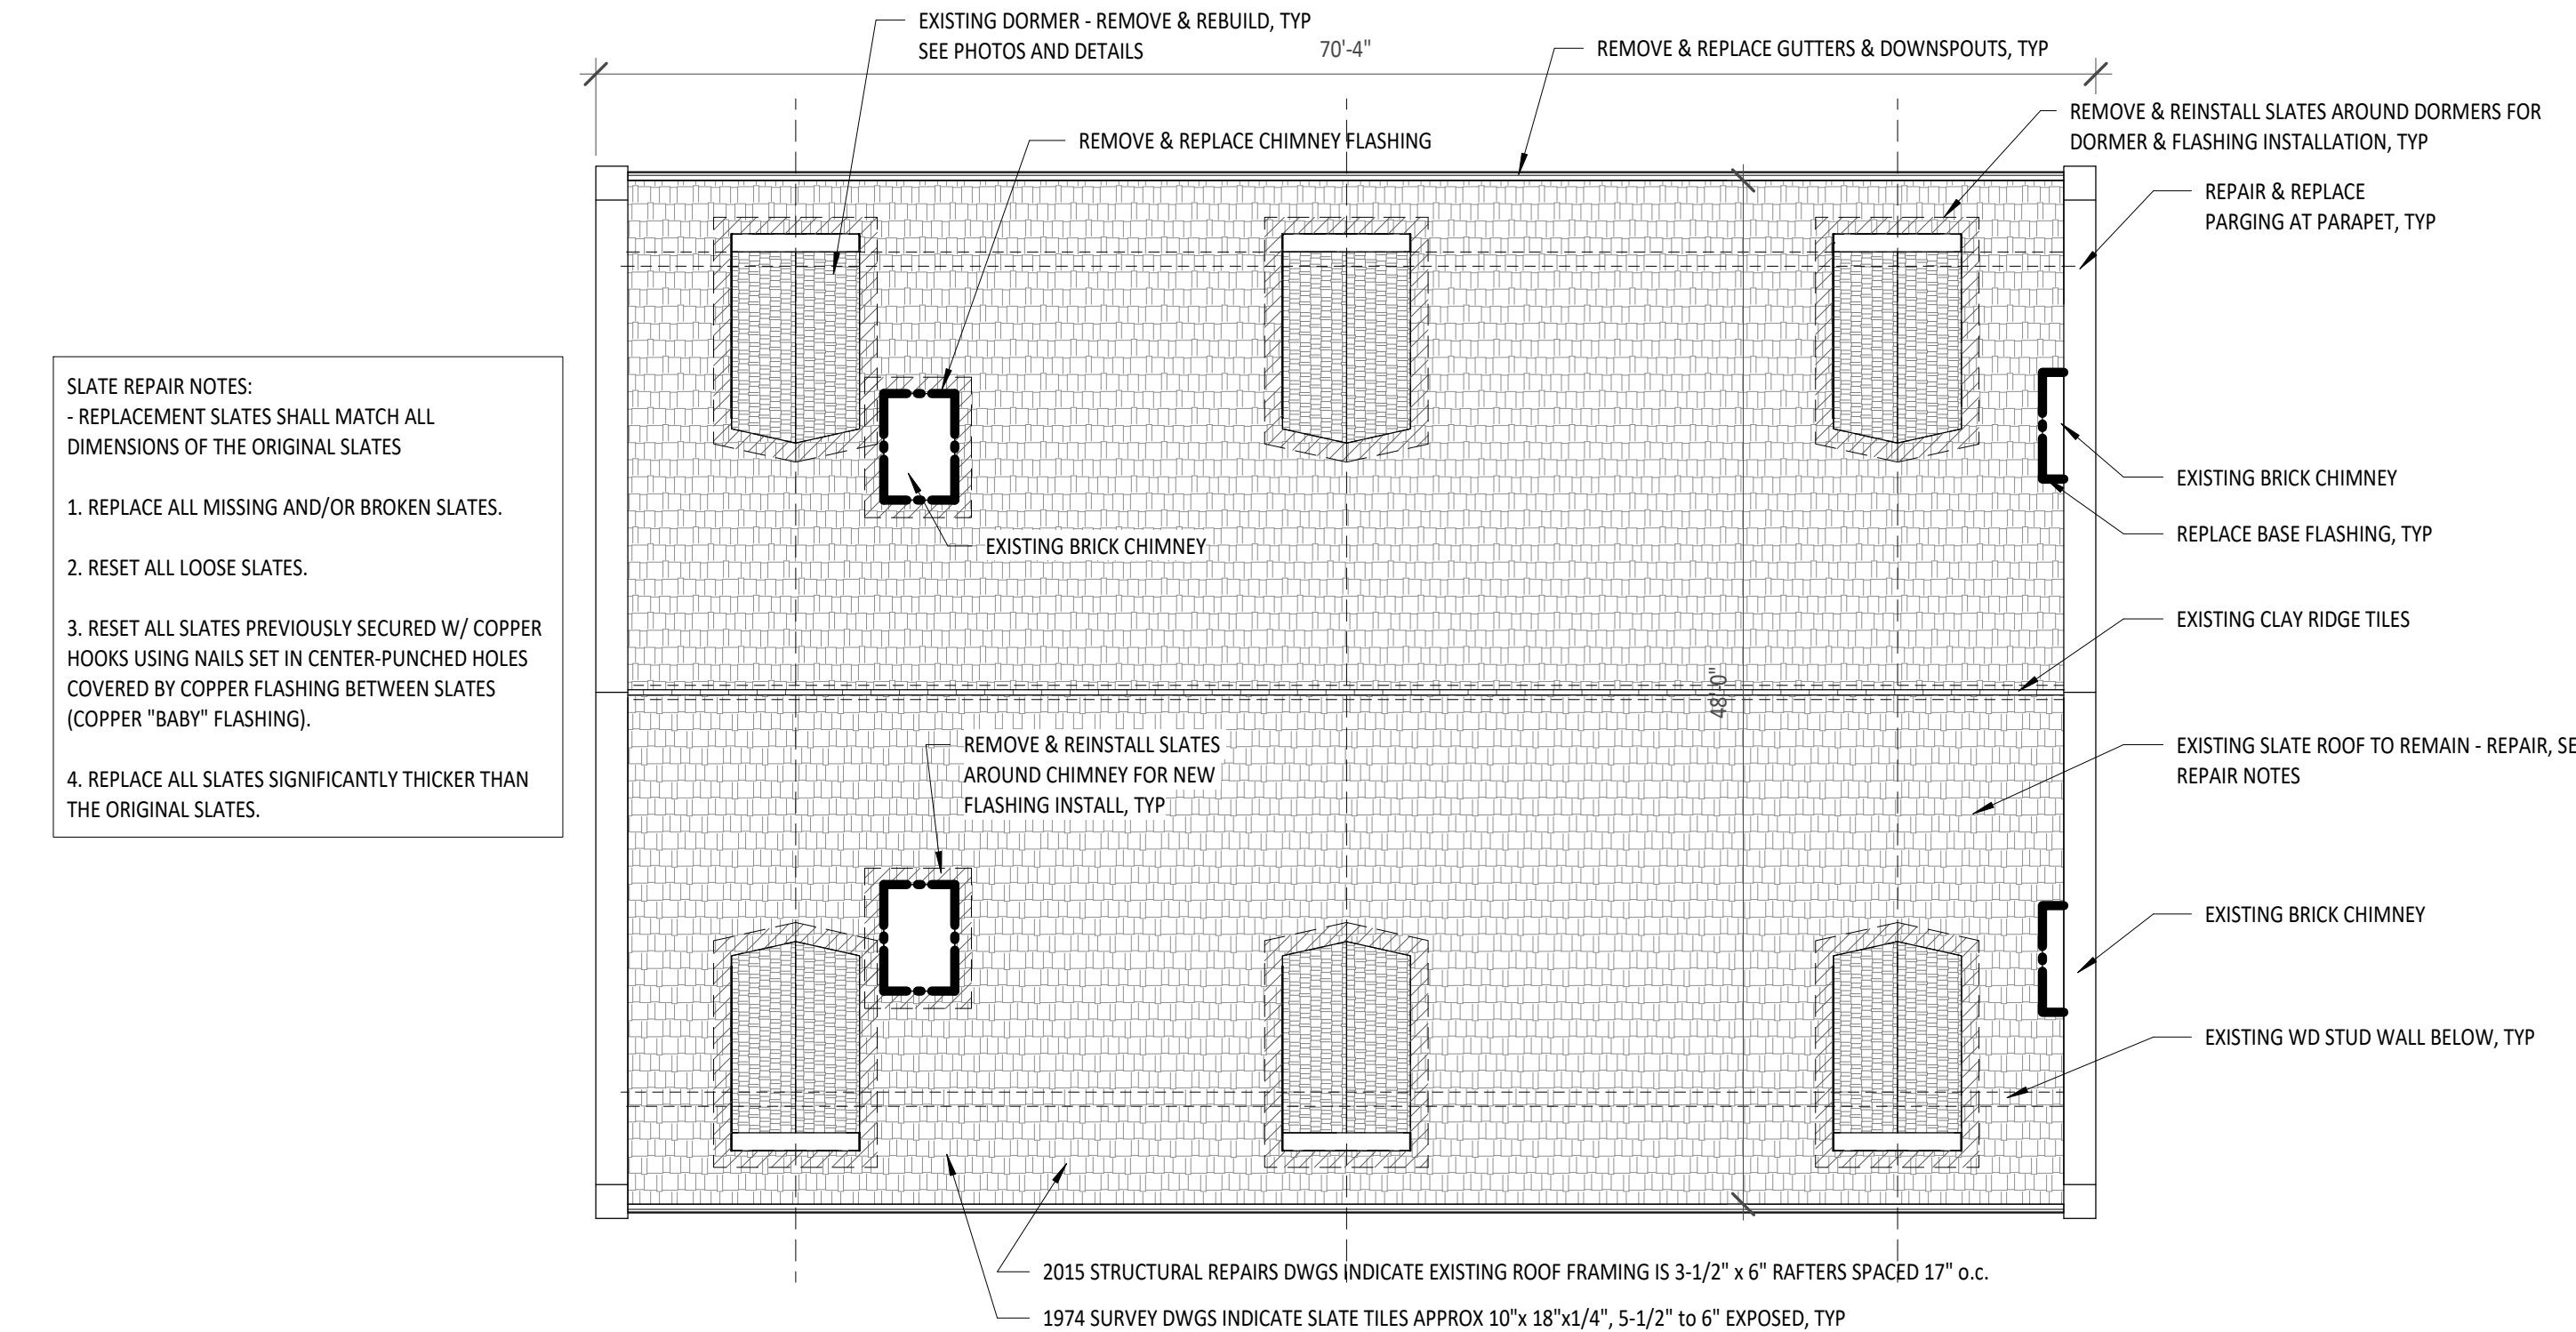 EXISTING DORMER - REMOVE & REBUILD, TYP
SEE PHOTOS AND DETAILS
70'-4"
REMOVE & REPLACE GUTTERS & DOWNSPOUTS, TYP
REMOVE & REINSTALL SLATES AROUND DORMERS FOR
DORMER & FLASHING INSTALLATION, TYP
REMOVE & REPLACE CHIMNEY FLASHING
REPAIR & REPLACE
PARGING AT PARAPET, TYP
SLATE REPAIR NOTES:
- REPLACEMENT SLATES SHALL MATCH ALL
DIMENSIONS OF THE ORIGINAL SLATES
1. REPLACE ALL MISSING AND/OR BROKEN SLATES.
2. RESET ALL LOOSE SLATES.
3. RESET ALL SLATES PREVIOUSLY SECURED W/ COPPER
HOOKS USING NAILS SET IN CENTER-PUNCHED HOLES
COVERED BY COPPER FLASHING BETWEEN SLATES
(COPPER "BABY" FLASHING).
4. REPLACE ALL SLATES SIGNIFICANTLY THICKER THAN
THE ORIGINAL SLATES.
EXISTING BRICK CHIMNEY
EXISTING BRICK CHIMNEY
REPLACE BASE FLASHING, TYP
EXISTING CLAY RIDGE TILES
48'-0"
REMOVE & REINSTALL SLATES
AROUND CHIMNEY FOR NEW
FLASHING INSTALL, TYP
EXISTING SLATE ROOF TO REMAIN - REPAIR, SE
REPAIR NOTES
EXISTING BRICK CHIMNEY
EXISTING WD STUD WALL BELOW, TYP
2015 STRUCTURAL REPAIRS DWGS INDICATE EXISTING ROOF FRAMING IS 3-1/2" x 6" RAFTERS SPACED 17" o.c.
1974 SURVEY DWGS INDICATE SLATE TILES APPROX 10"x 18"x1/4", 5-1/2" to 6" EXPOSED, TYP